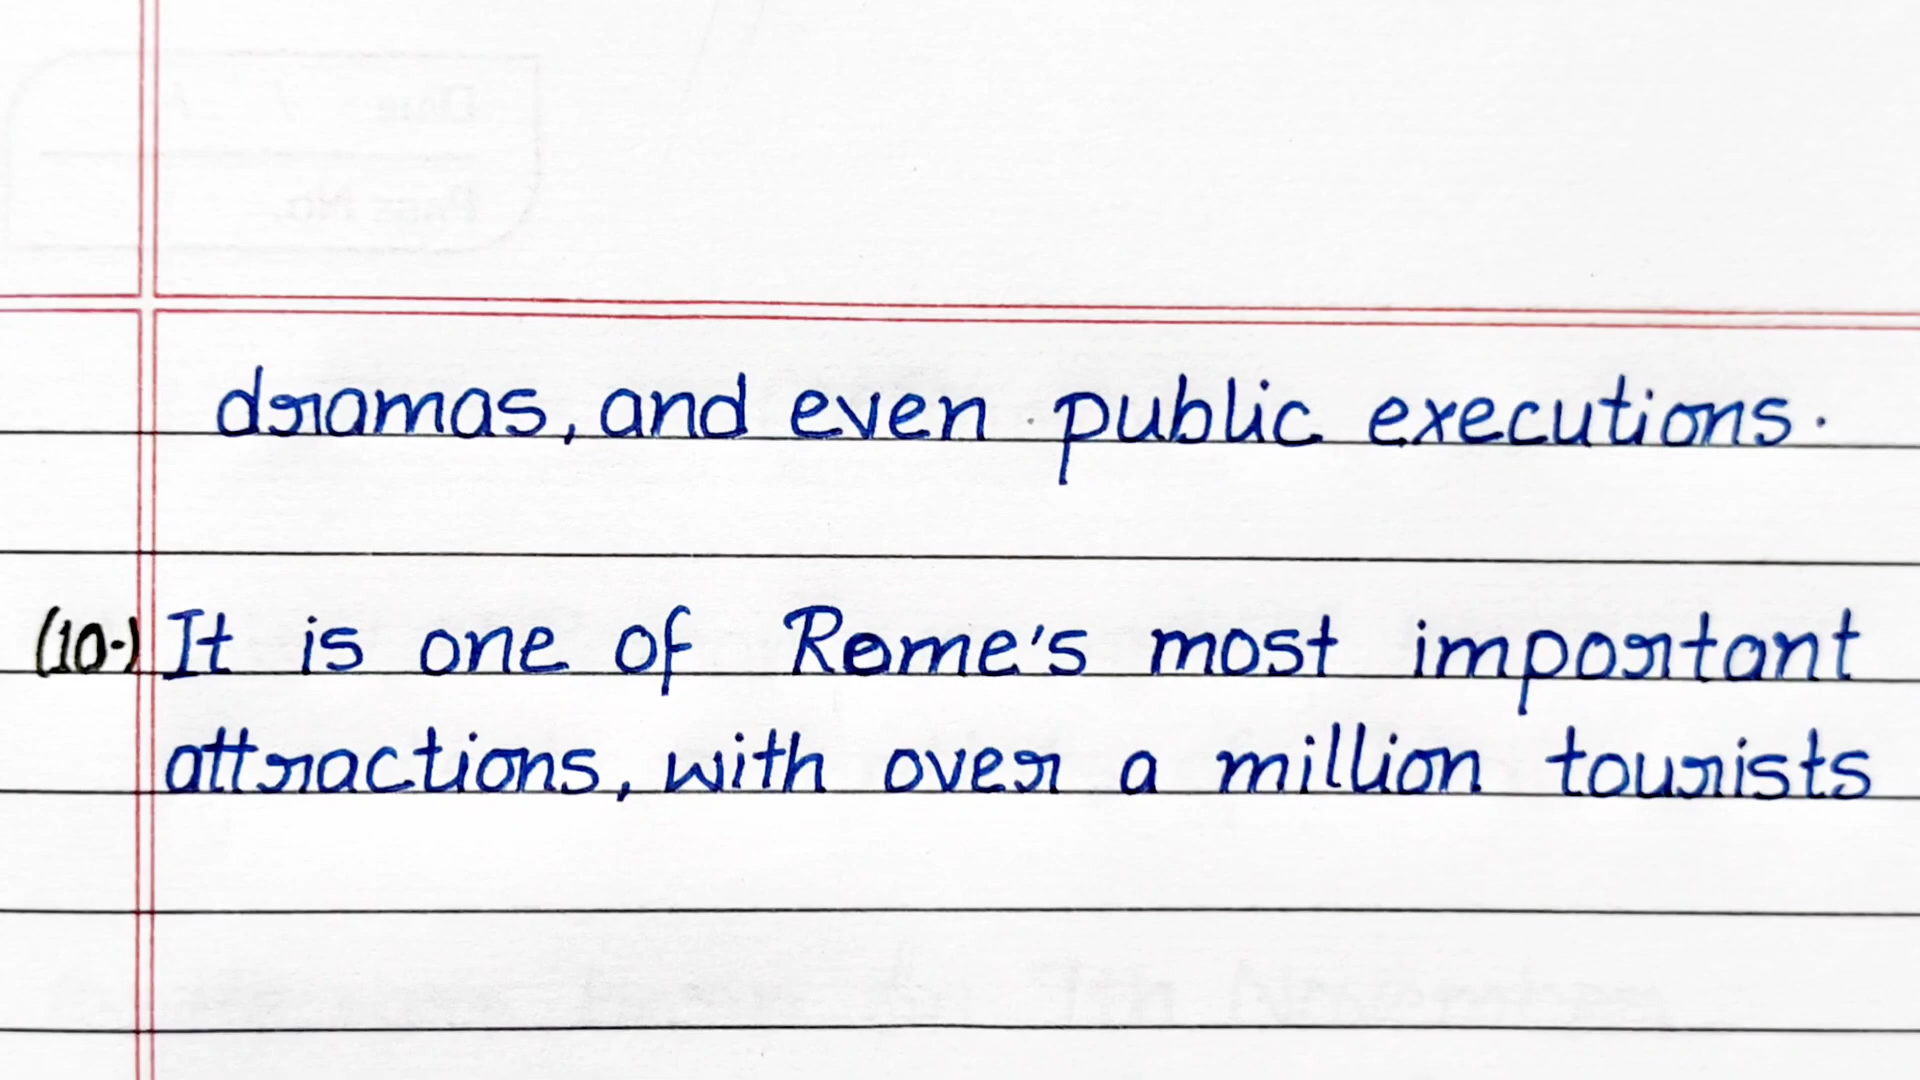 dramas, and even public executions.
(10.) It is one of Rome's most important
attractions, with over a million tourists